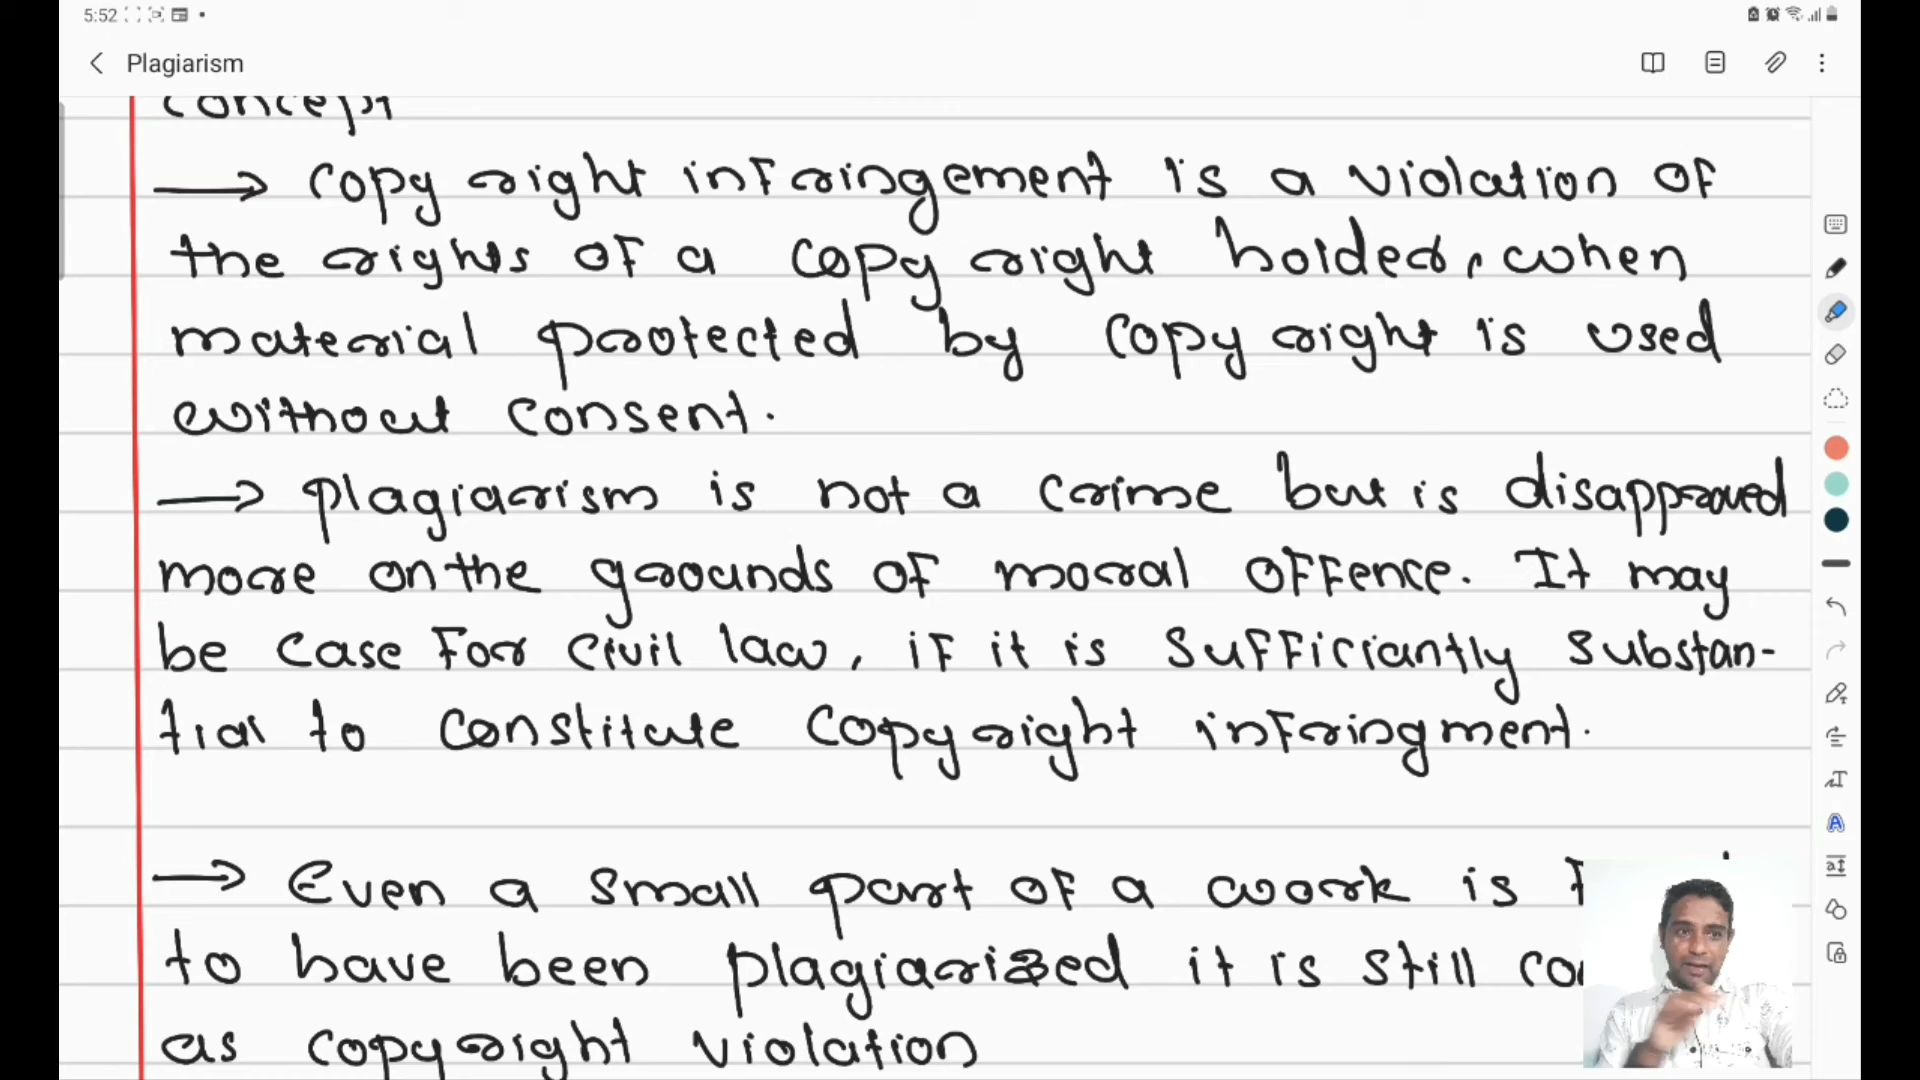 5:52
Plagiarism
concept
→ copy right infringement is a violation of
the rights of a copy right holder, when
material protected by copy right is used
without consent.
→ plagiarism is not a crime but is disapproved
more on the grounds of moral offence. It may
be case for civil law, if it is sufficiantly substan-
tial to constitute copyright infringment.
→ Even a small part of a work is
to have been plagiarized it is still
as copyright violation